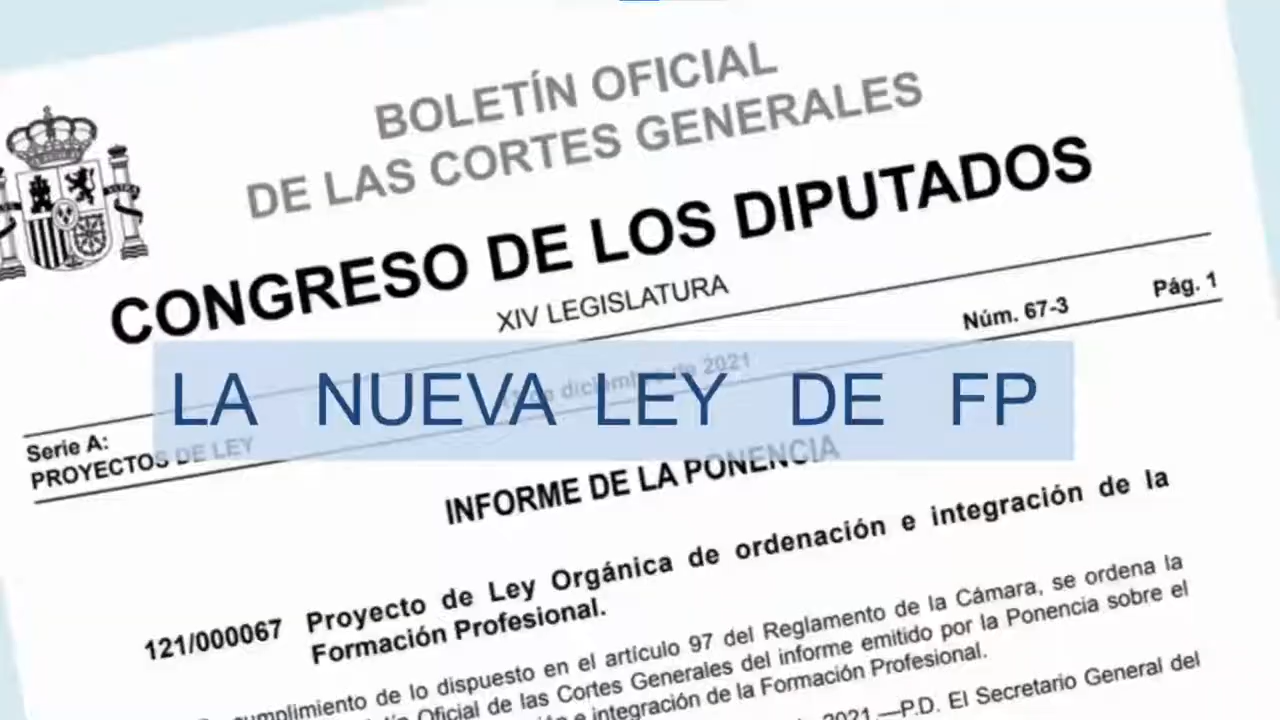 BOLETÍN OFICIAL
DE LAS CORTES GENERALES
CONGRESO DE LOS DIPUTADOS
XIV LEGISLATURA
Serie A:
PROYECTOS DE LEY
de diciembre de 2021
Núm. 67-3
Pág. 1
LA NUEVA LEY DE FP
INFORME DE LA PONENCIA
121/000067 Proyecto de Ley Orgánica de ordenación e integración de la
Formación Profesional.
de lo dispuesto en el artículo 97 del Reglamento de la Cámara, se ordena la
Oficial de las Cortes Generales del informe emitido por la Ponencia sobre el
e integración de la Formación Profesional.
2021.—P.D. El Secretario General del